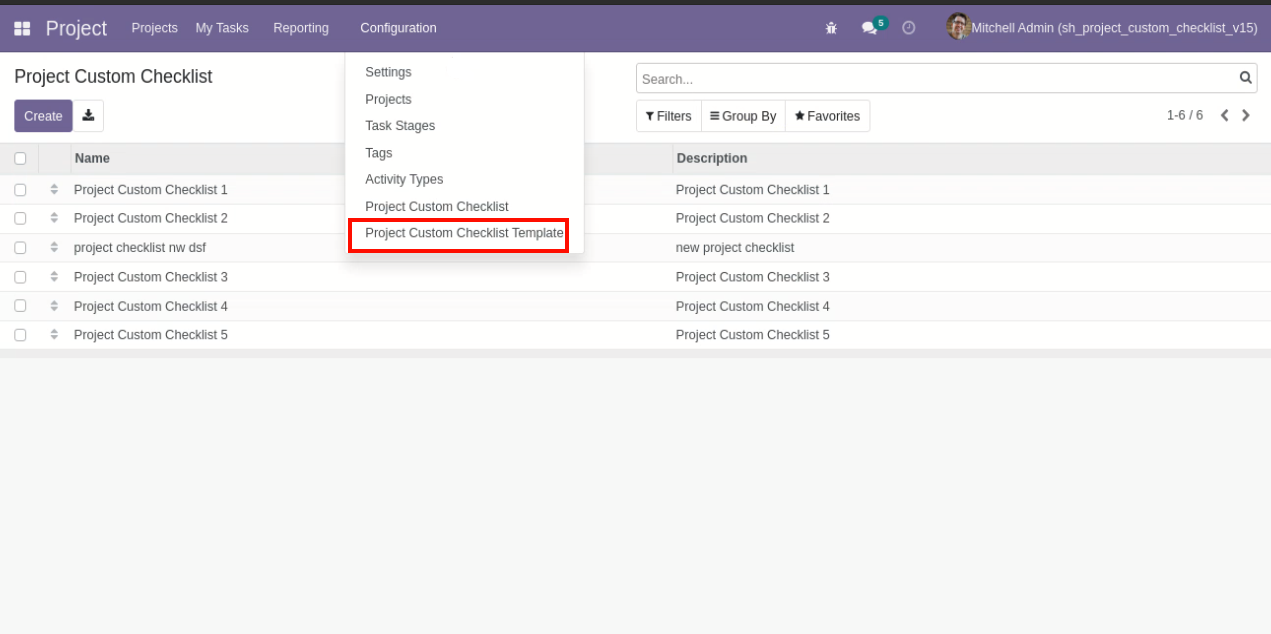 Project Projects My Tasks Reporting Configuration 5 Mitchell Admin (sh_project_custom_checklist_v15)
Project Custom Checklist
Search...
Create
Filters Group By Favorites 1-6 / 6
Settings
Projects
Task Stages
Tags
Activity Types
Project Custom Checklist
Project Custom Checklist Template
Name Description
Project Custom Checklist 1 Project Custom Checklist 1
Project Custom Checklist 2 Project Custom Checklist 2
project checklist nw dsf new project checklist
Project Custom Checklist 3 Project Custom Checklist 3
Project Custom Checklist 4 Project Custom Checklist 4
Project Custom Checklist 5 Project Custom Checklist 5